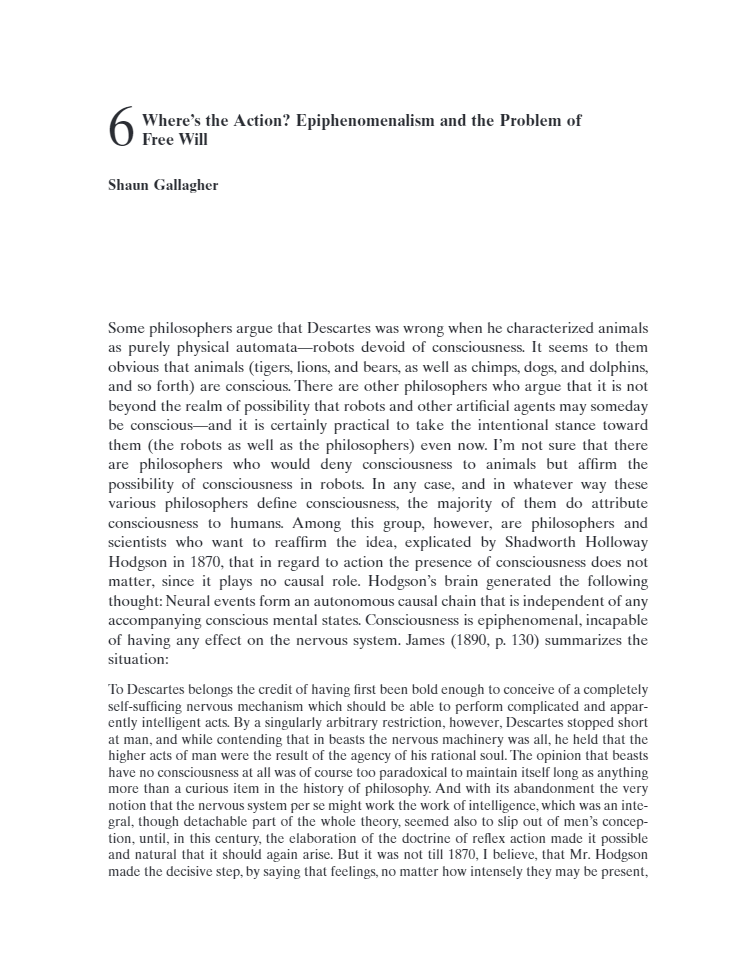 6 Where’s the Action? Epiphenomenalism and the Problem of
Free Will
Shaun Gallagher
Some philosophers argue that Descartes was wrong when he characterized animals
as purely physical automata—robots devoid of consciousness. It seems to them
obvious that animals (tigers, lions, and bears, as well as chimps, dogs, and dolphins,
and so forth) are conscious. There are other philosophers who argue that it is not
beyond the realm of possibility that robots and other artificial agents may someday
be conscious—and it is certainly practical to take the intentional stance toward
them (the robots as well as the philosophers) even now. I’m not sure that there
are philosophers who would deny consciousness to animals but affirm the
possibility of consciousness in robots. In any case, and in whatever way these
various philosophers define consciousness, the majority of them do attribute
consciousness to humans. Among this group, however, are philosophers and
scientists who want to reaffirm the idea, explicated by Shadworth Holloway
Hodgson in 1870, that in regard to action the presence of consciousness does not
matter, since it plays no causal role. Hodgson’s brain generated the following
thought: Neural events form an autonomous causal chain that is independent of any
accompanying conscious mental states. Consciousness is epiphenomenal, incapable
of having any effect on the nervous system. James (1890, p. 130) summarizes the
situation:
To Descartes belongs the credit of having first been bold enough to conceive of a completely
self-sufficing nervous mechanism which should be able to perform complicated and appar-
ently intelligent acts. By a singularly arbitrary restriction, however, Descartes stopped short
at man, and while contending that in beasts the nervous machinery was all, he held that the
higher acts of man were the result of the agency of his rational soul. The opinion that beasts
have no consciousness at all was of course too paradoxical to maintain itself long as anything
more than a curious item in the history of philosophy. And with its abandonment the very
notion that the nervous system per se might work the work of intelligence, which was an inte-
gral, though detachable part of the whole theory, seemed also to slip out of men’s concep-
tion, until, in this century, the elaboration of the doctrine of reflex action made it possible
and natural that it should again arise. But it was not till 1870, I believe, that Mr. Hodgson
made the decisive step, by saying that feelings, no matter how intensely they may be present,